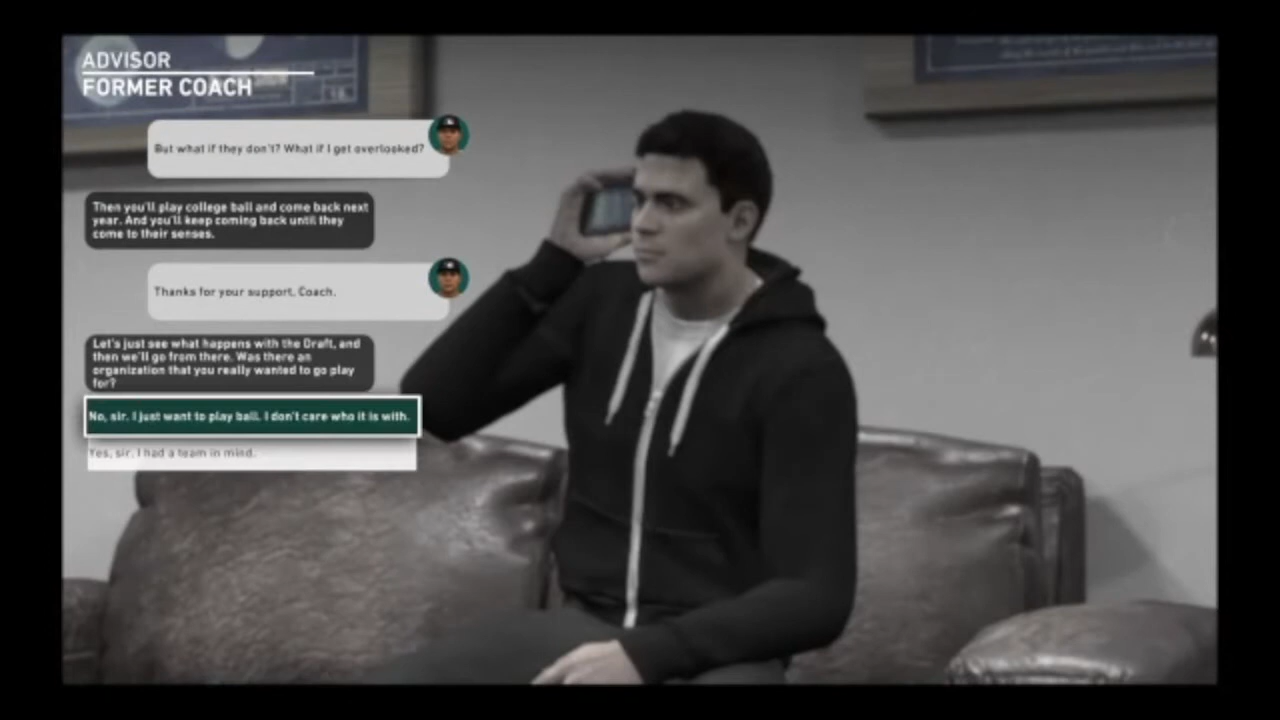 ADVISOR
FORMER COACH
But what if they don't? What if I get overlooked?
Then you'll play college ball and come back next
year. And you'll keep coming back until they
come to their senses.
Thanks for your support, Coach.
Let's just see what happens with the Draft, and
then we'll go from there. Was there an
organization that you really wanted to go play
for?
No, sir. I just want to play ball. I don't care who it is with.
Yes, sir. I had a team in mind.